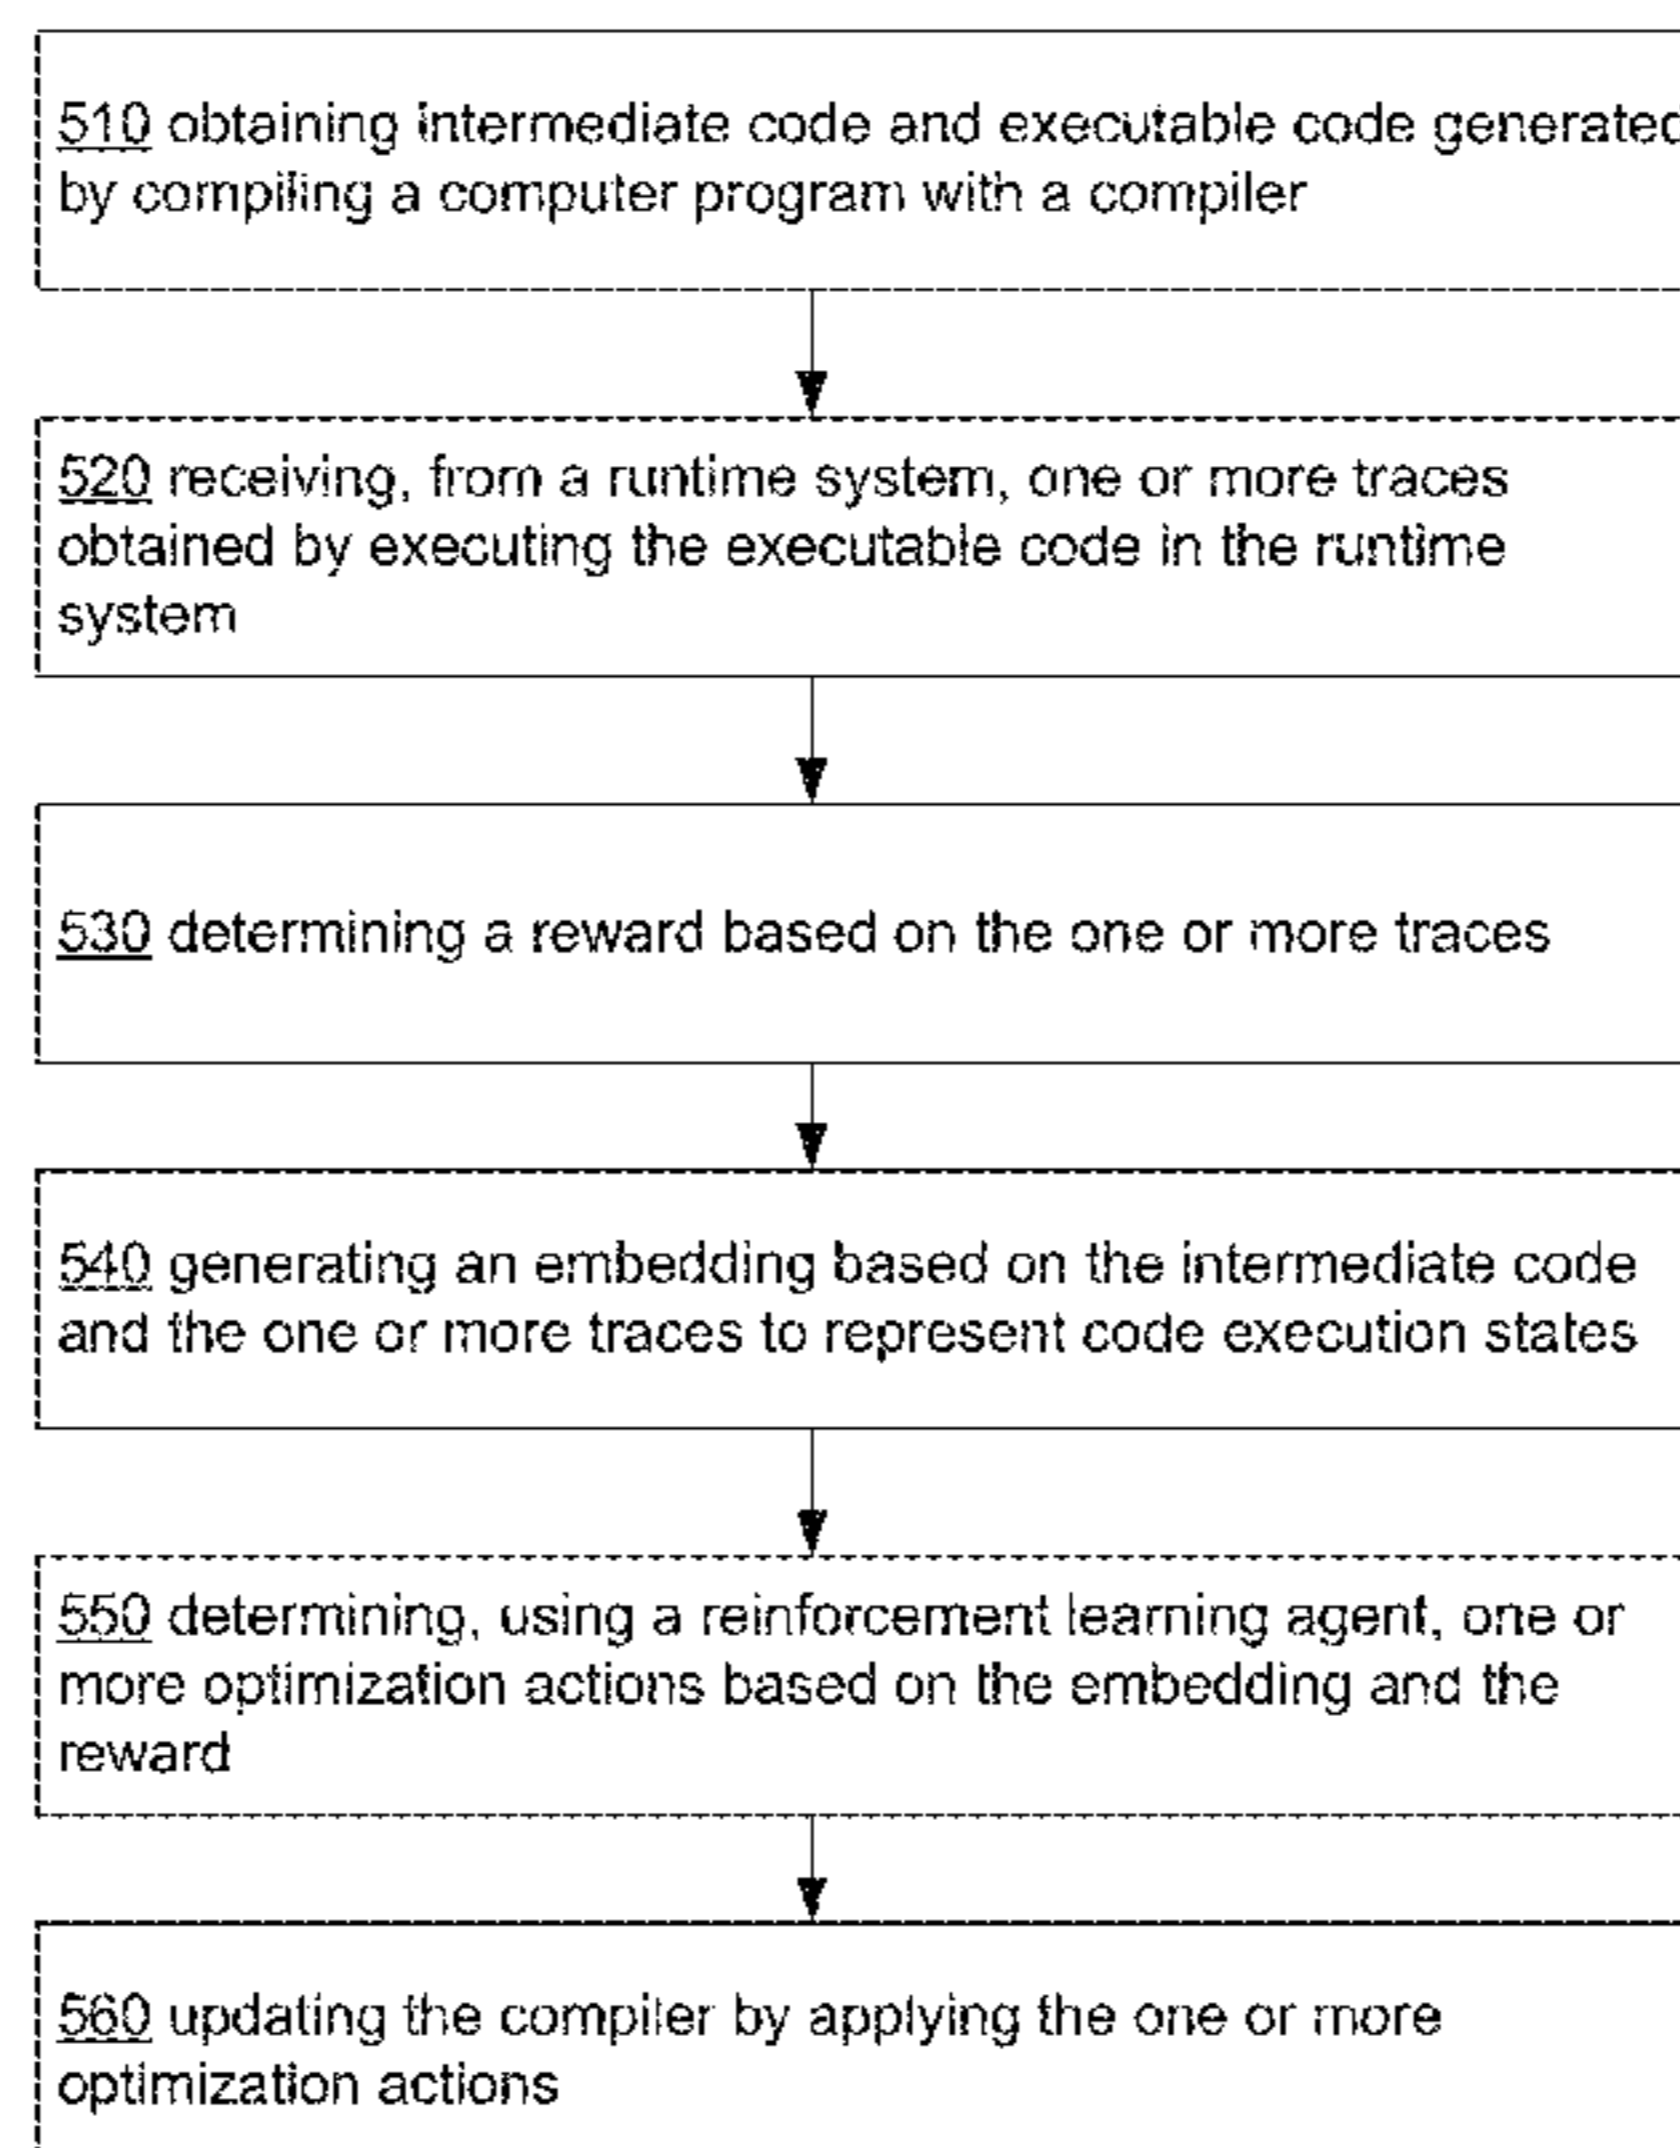 510 obtaining intermediate code and executable code generated
by compiling a computer program with a compiler
520 receiving, from a runtime system, one or more traces
obtained by executing the executable code in the runtime
system
530 determining a reward based on the one or more traces
540 generating an embedding based on the intermediate code
and the one or more traces to represent code execution states
550 determining, using a reinforcement learning agent, one or
more optimization actions based on the embedding and the
reward
560 updating the compiler by applying the one or more
optimization actions